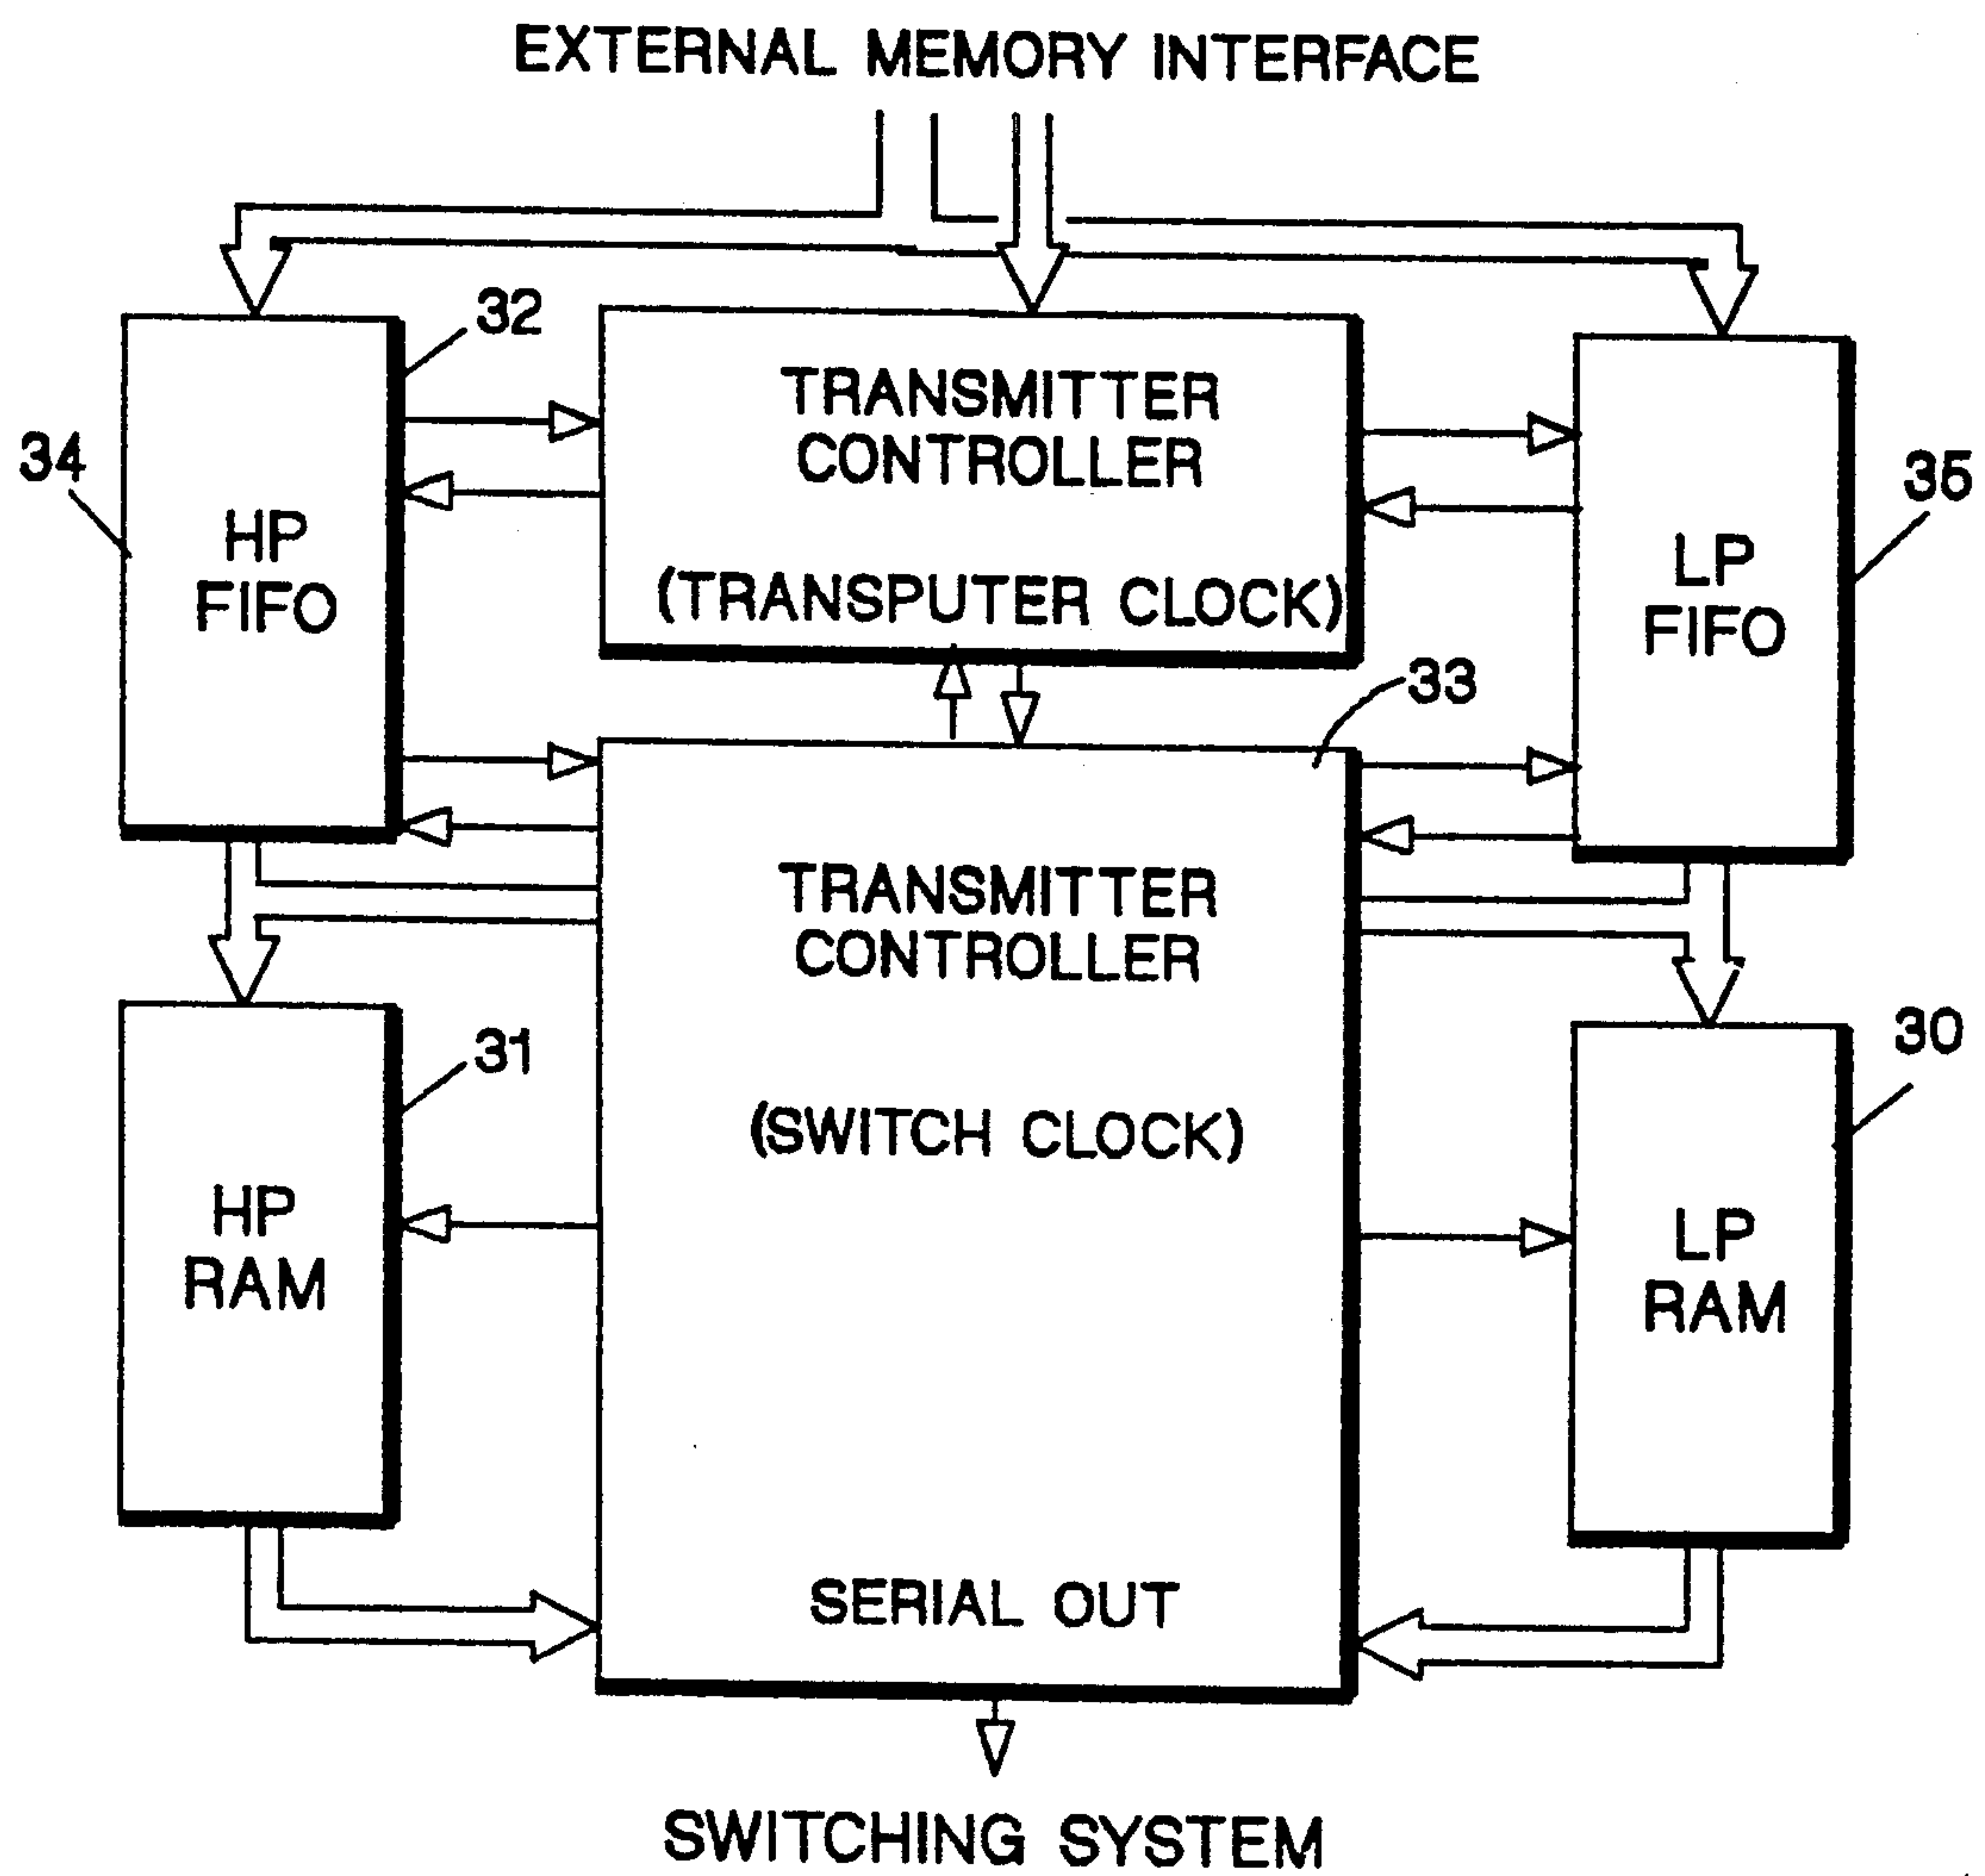 EXTERNAL MEMORY INTERFACE
32
34
HP
FIFO
TRANSMITTER
CONTROLLER
(TRANSPUTER CLOCK)
35
LP
FIFO
33
TRANSMITTER
CONTROLLER
(SWITCH CLOCK)
31
HP
RAM
30
LP
RAM
SERIAL OUT
SWITCHING SYSTEM